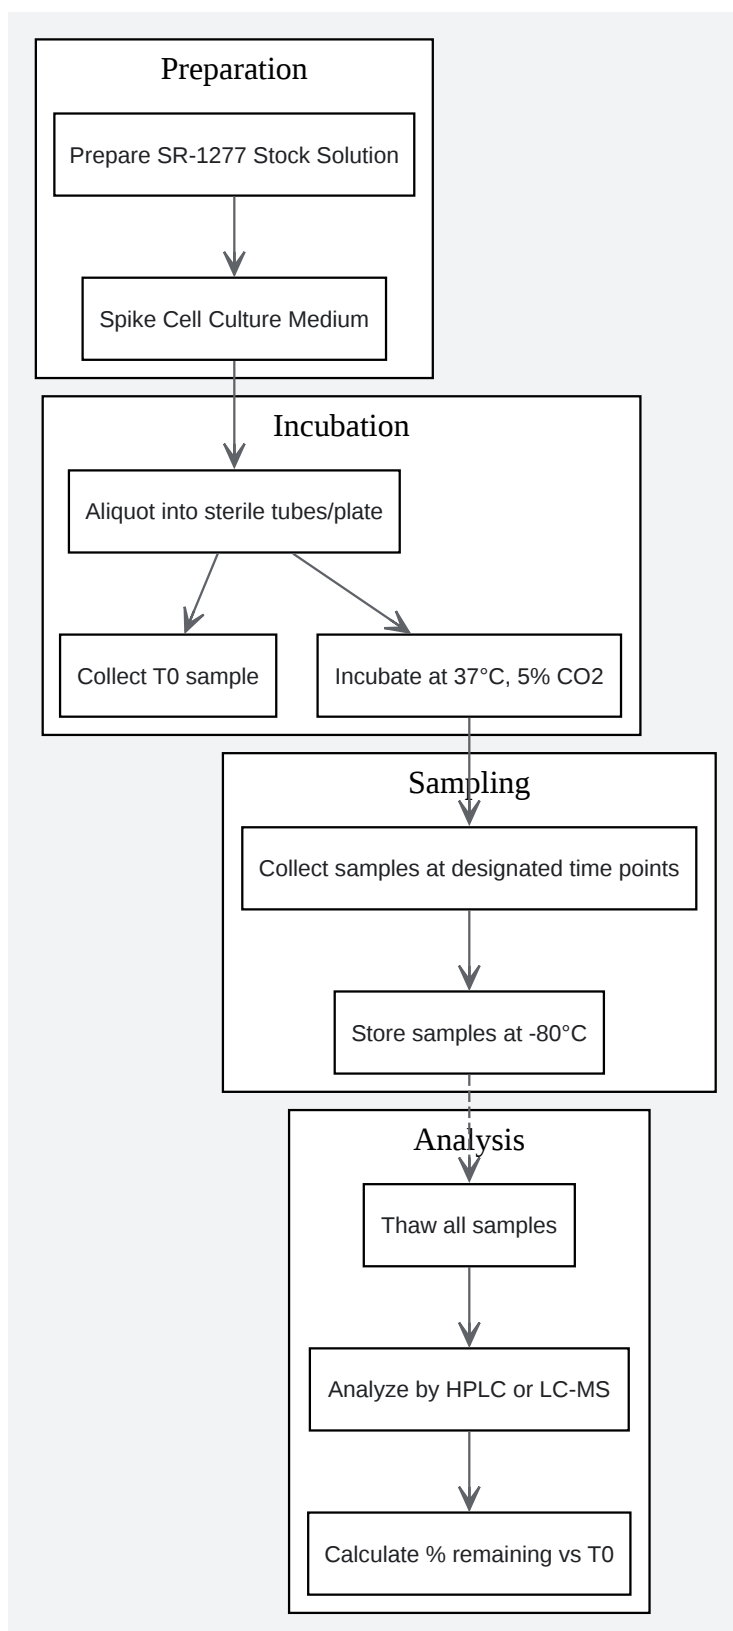 Preparation
Prepare SR-1277 Stock Solution
Spike Cell Culture Medium
Incubation
Aliquot into sterile tubes/plate
Collect T0 sample
Incubate at 37°C, 5% CO2
Sampling
Collect samples at designated time points
Store samples at -80°C
Analysis
Thaw all samples
Analyze by HPLC or LC-MS
Calculate % remaining vs T0